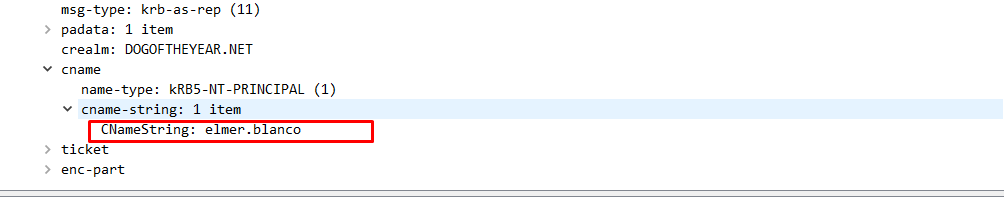 msg-type: krb-as-rep (11)
padata: 1 item
crealm: DOGOFTHEYEAR.NET
cname
name-type: kRB5-NT-PRINCIPAL (1)
cname-string: 1 item
CNameString: elmer.blanco
ticket
enc-part